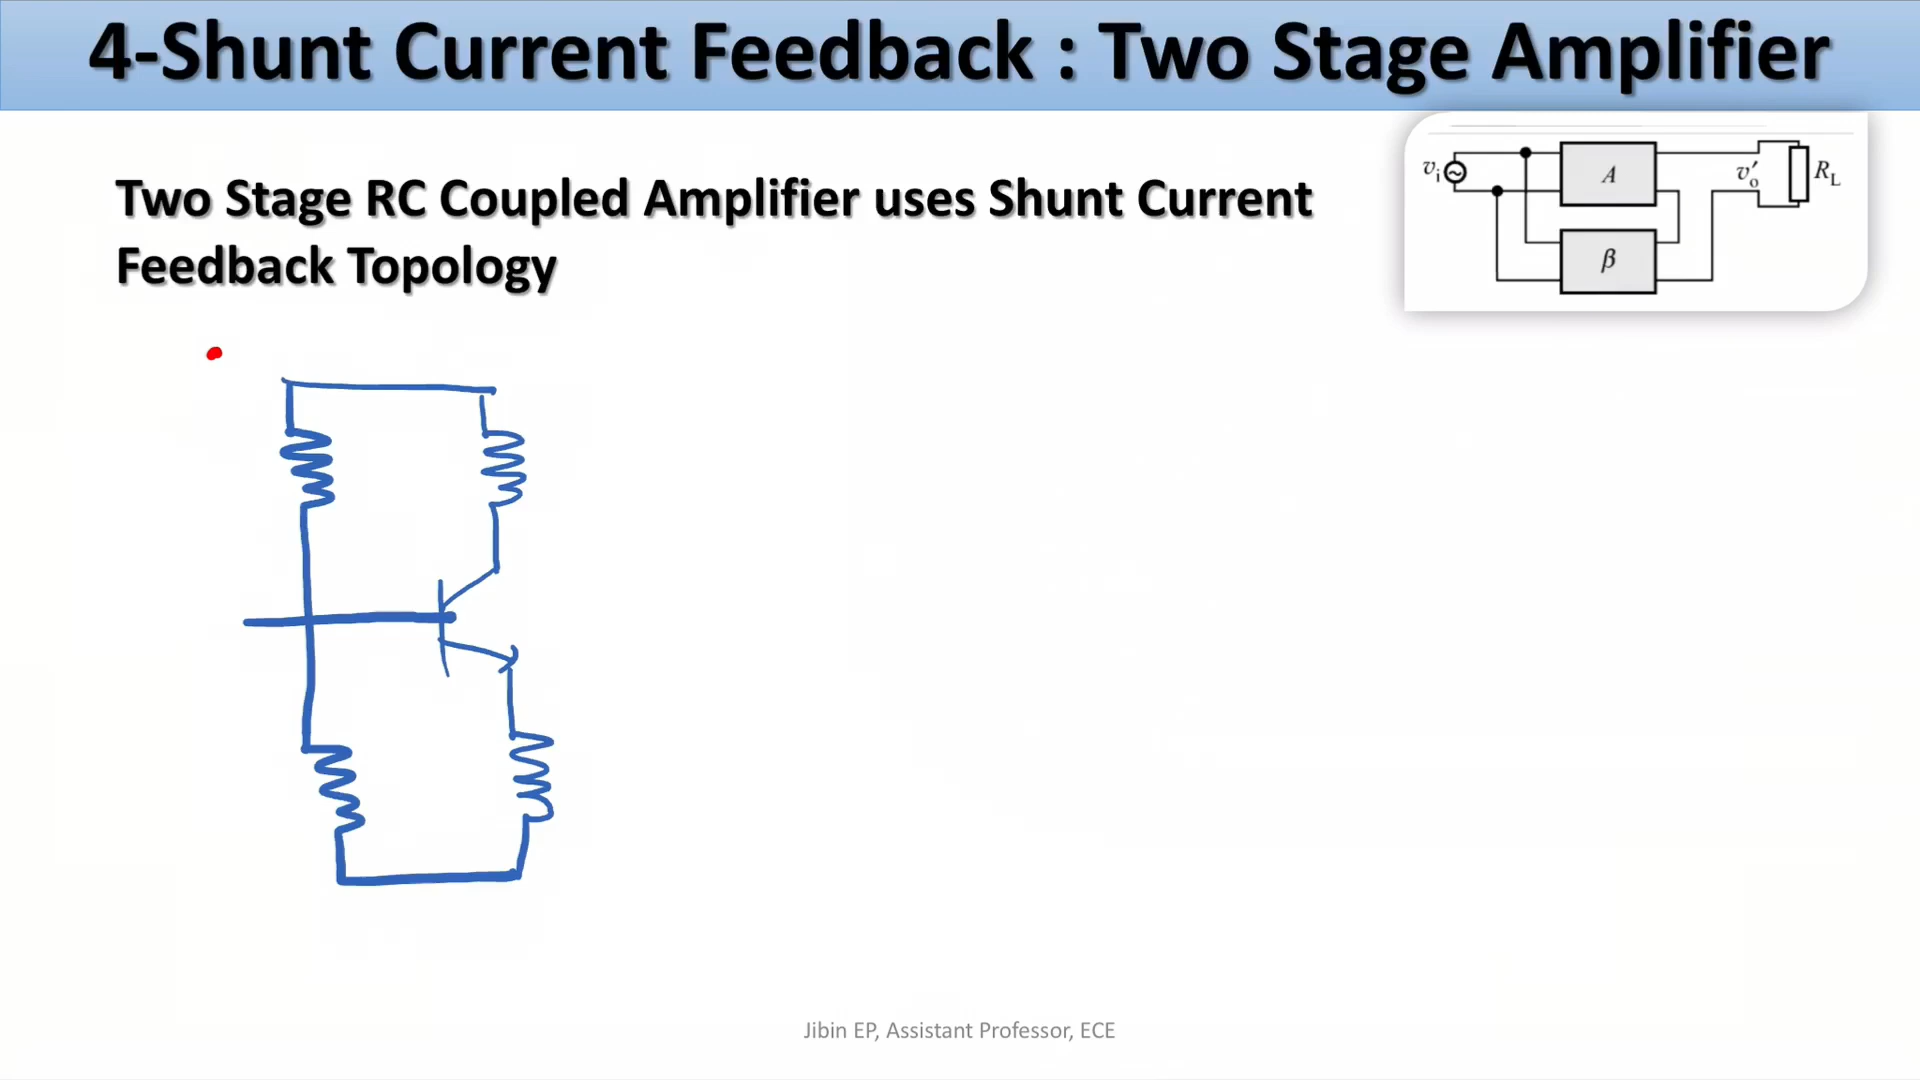 4-Shunt Current Feedback : Two Stage Amplifier
Two Stage RC Coupled Amplifier uses Shunt Current
Feedback Topology
vi
A
v′o
RL
β
Jibin EP, Assistant Professor, ECE